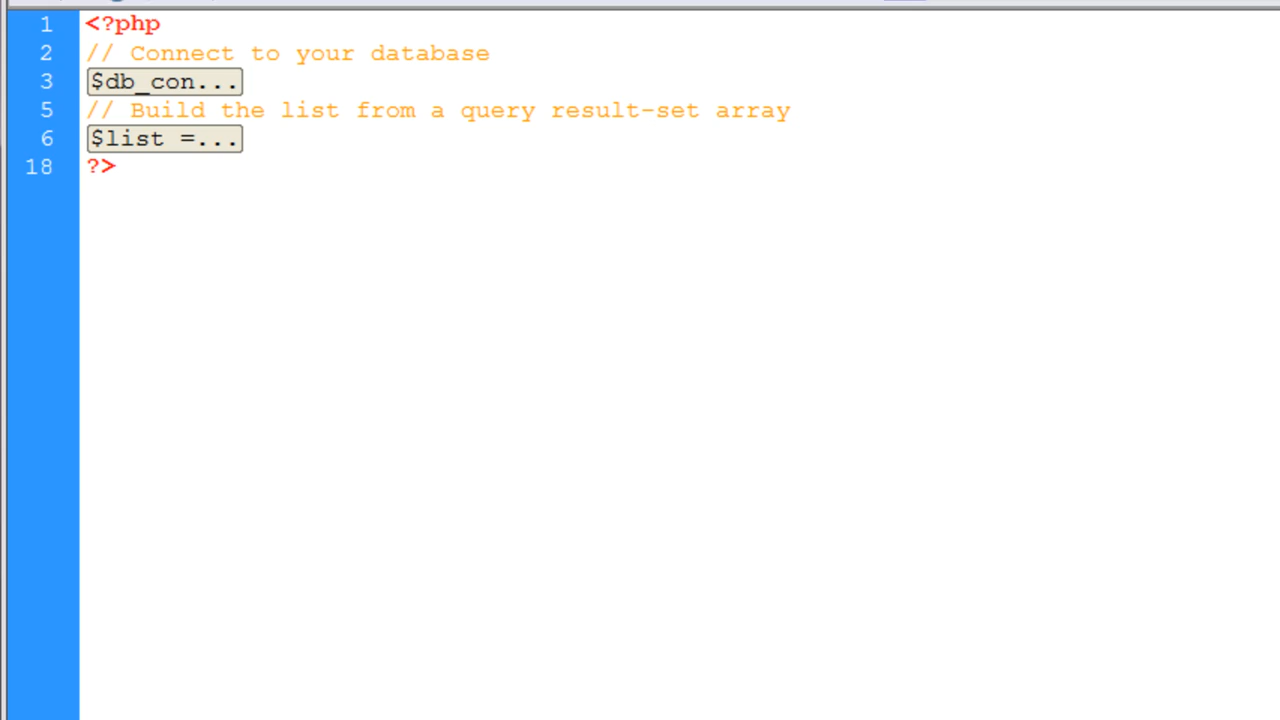 1 <?php
2 // Connect to your database
3 $db_con...
5 // Build the list from a query result-set array
6 $list =...
18 ?>